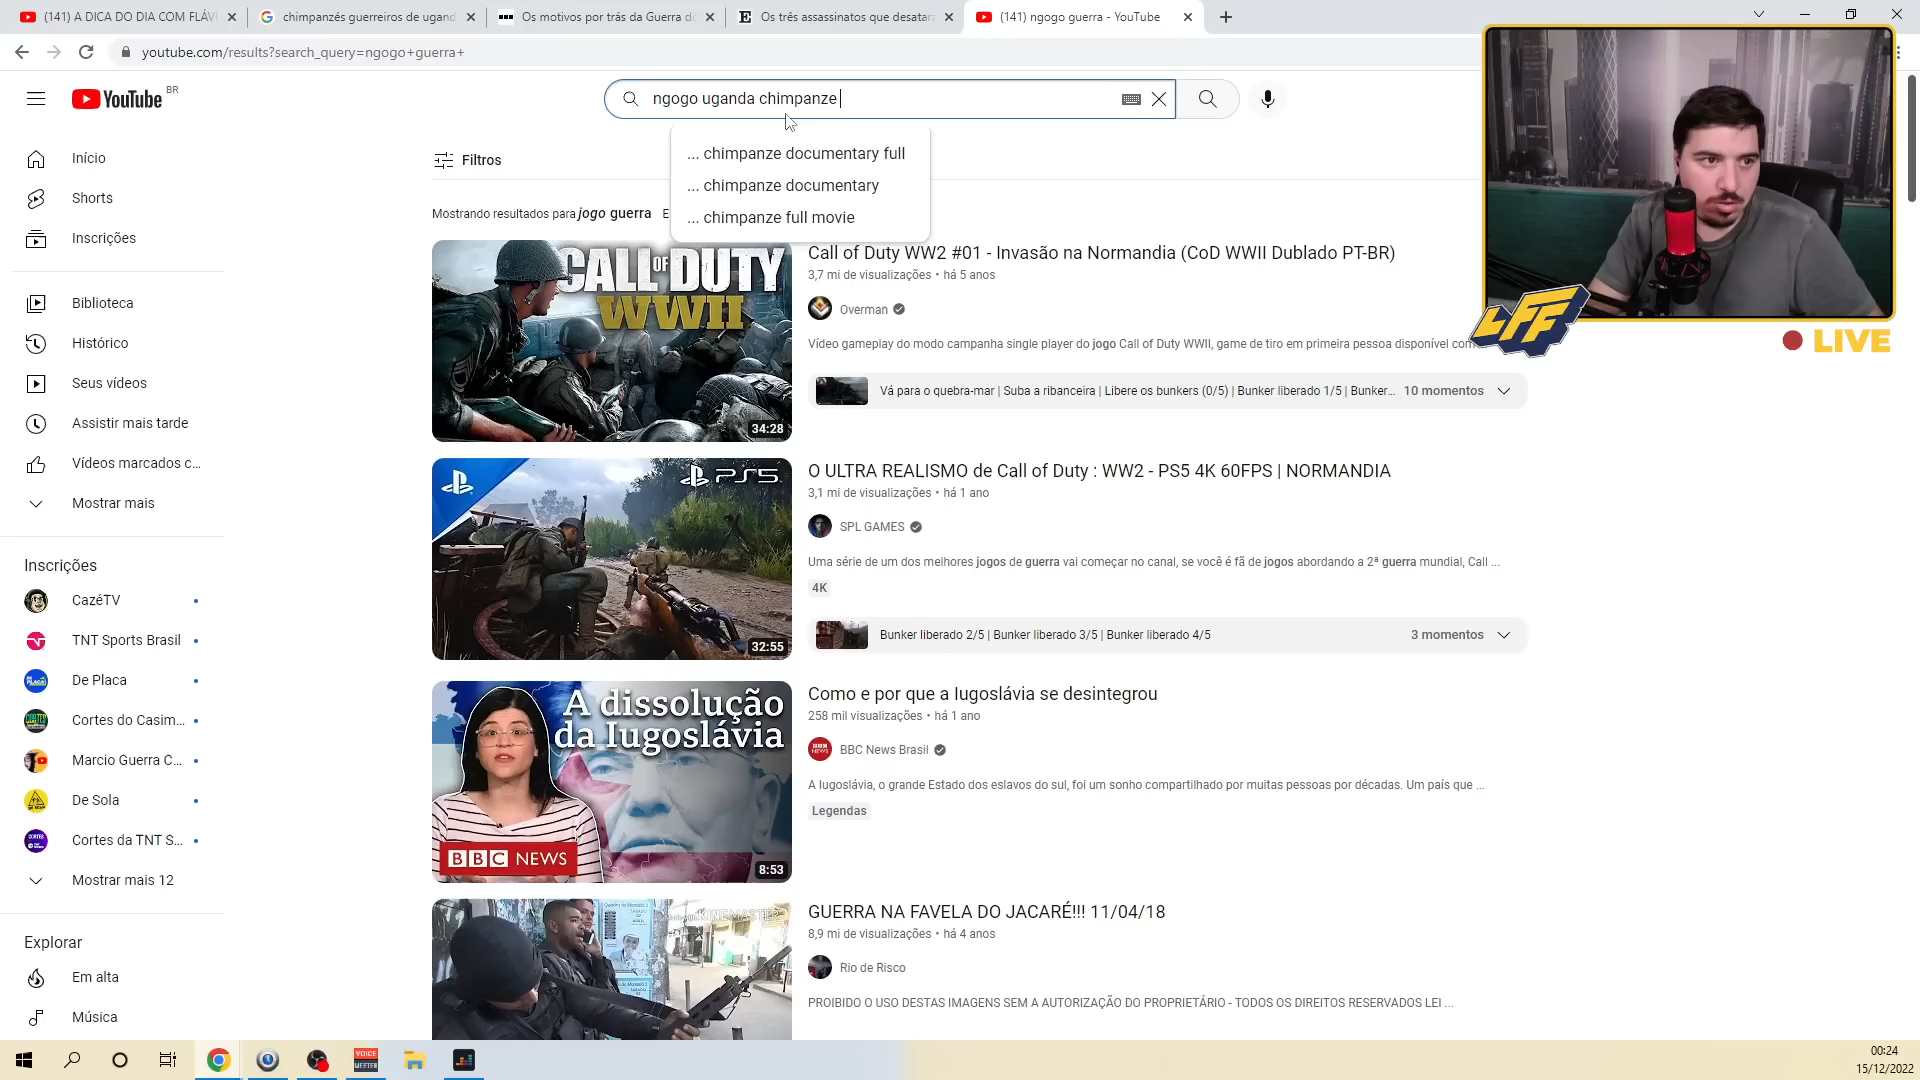 (141) A DICA DO DIA COM FLÁVI
chimpanzés guerreiros de ugand
Os motivos por trás da Guerra do
Os três assassinatos que desatara
(141) ngogo guerra - YouTube
youtube.com/results?search_query=ngogo+guerra+
YouTube BR
ngogo uganda chimpanze
... chimpanze documentary full
... chimpanze documentary
... chimpanze full movie
Início
Shorts
Inscrições
Biblioteca
Histórico
Seus vídeos
Assistir mais tarde
Vídeos marcados c...
Mostrar mais
Inscrições
CazéTV
TNT Sports Brasil
De Placa
Cortes do Casim...
Marcio Guerra C...
De Sola
Cortes da TNT S...
Mostrar mais 12
Explorar
Em alta
Música
Filtros
Mostrando resultados para jogo guerra E
CALL OF DUTY
WWII
34:28
Call of Duty WW2 #01 - Invasão na Normandia (CoD WWII Dublado PT-BR)
3,7 mi de visualizações • há 5 anos
Overman
Vídeo gameplay do modo campanha single player do jogo Call of Duty WWII, game de tiro em primeira pessoa disponível com
Vá para o quebra-mar | Suba a ribanceira | Libere os bunkers (0/5) | Bunker liberado 1/5 | Bunker... 10 momentos
PS5
32:55
O ULTRA REALISMO de Call of Duty : WW2 - PS5 4K 60FPS | NORMANDIA
3,1 mi de visualizações • há 1 ano
SPL GAMES
Uma série de um dos melhores jogos de guerra vai começar no canal, se você é fã de jogos abordando a 2ª guerra mundial, Call ...
4K
Bunker liberado 2/5 | Bunker liberado 3/5 | Bunker liberado 4/5 3 momentos
A dissolução
da Iugoslávia
BBC NEWS
8:53
Como e por que a Iugoslávia se desintegrou
258 mil visualizações • há 1 ano
BBC News Brasil
A Iugoslávia, o grande Estado dos eslavos do sul, foi um sonho compartilhado por muitas pessoas por décadas. Um país que ...
Legendas
KINEMASTER
GUERRA NA FAVELA DO JACARÉ!!! 11/04/18
8,9 mi de visualizações • há 4 anos
Rio de Risco
PROIBIDO O USO DESTAS IMAGENS SEM A AUTORIZAÇÃO DO PROPRIETÁRIO - TODOS OS DIREITOS RESERVADOS LEI ...
LFF
LIVE
VOICE
MEETER
00:24
15/12/2022